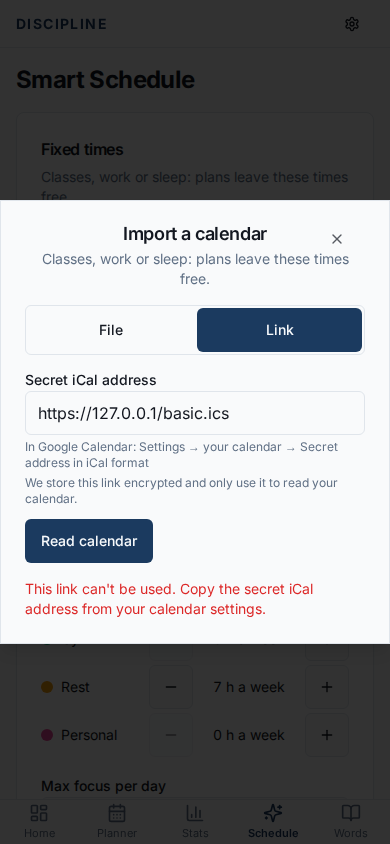 DISCIPLINE
Smart Schedule
Fixed times
Classes, work or sleep: plans leave these times
free.
Import a calendar
Classes, work or sleep: plans leave these times
free.
File
Link
Secret iCal address
https://127.0.0.1/basic.ics
In Google Calendar: Settings → your calendar → Secret
address in iCal format
We store this link encrypted and only use it to read your
calendar.
Read calendar
This link can't be used. Copy the secret iCal
address from your calendar settings.
Rest
−
7 h a week
+
Personal
−
0 h a week
+
Max focus per day
Home
Planner
Stats
Schedule
Words